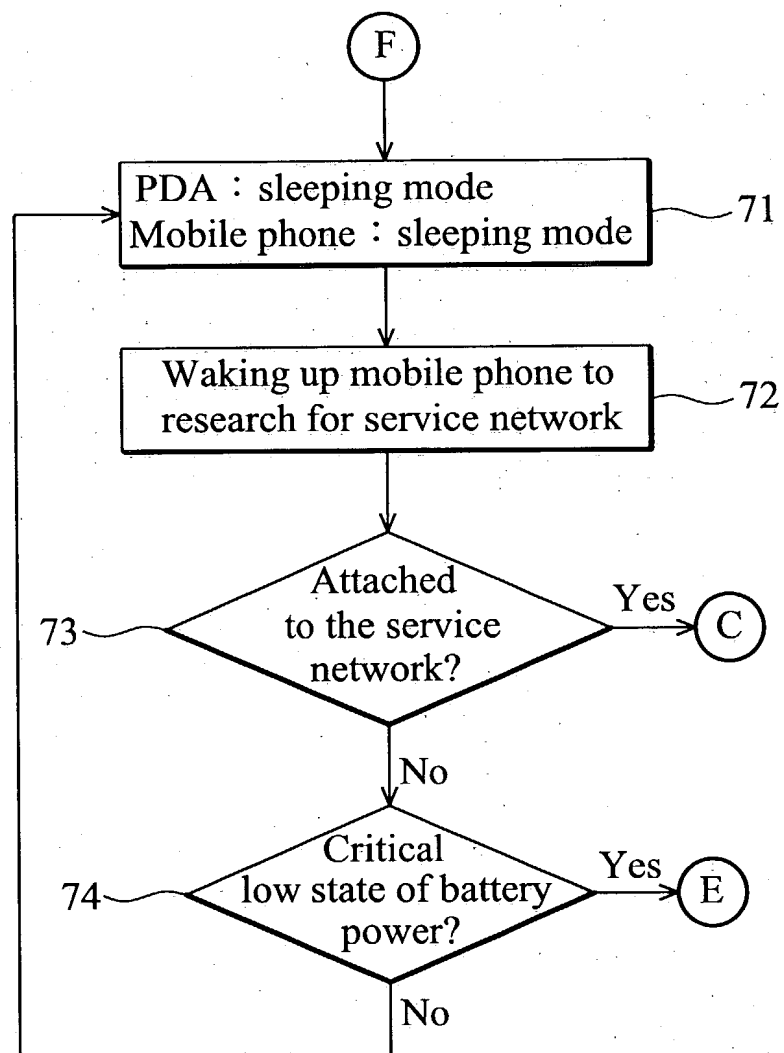 F
PDA：sleeping mode
Mobile phone：sleeping mode
71
Waking up mobile phone to
research for service network
72
Attached
to the service
network?
73
Yes
C
No
Critical
low state of battery
power?
74
Yes
E
No